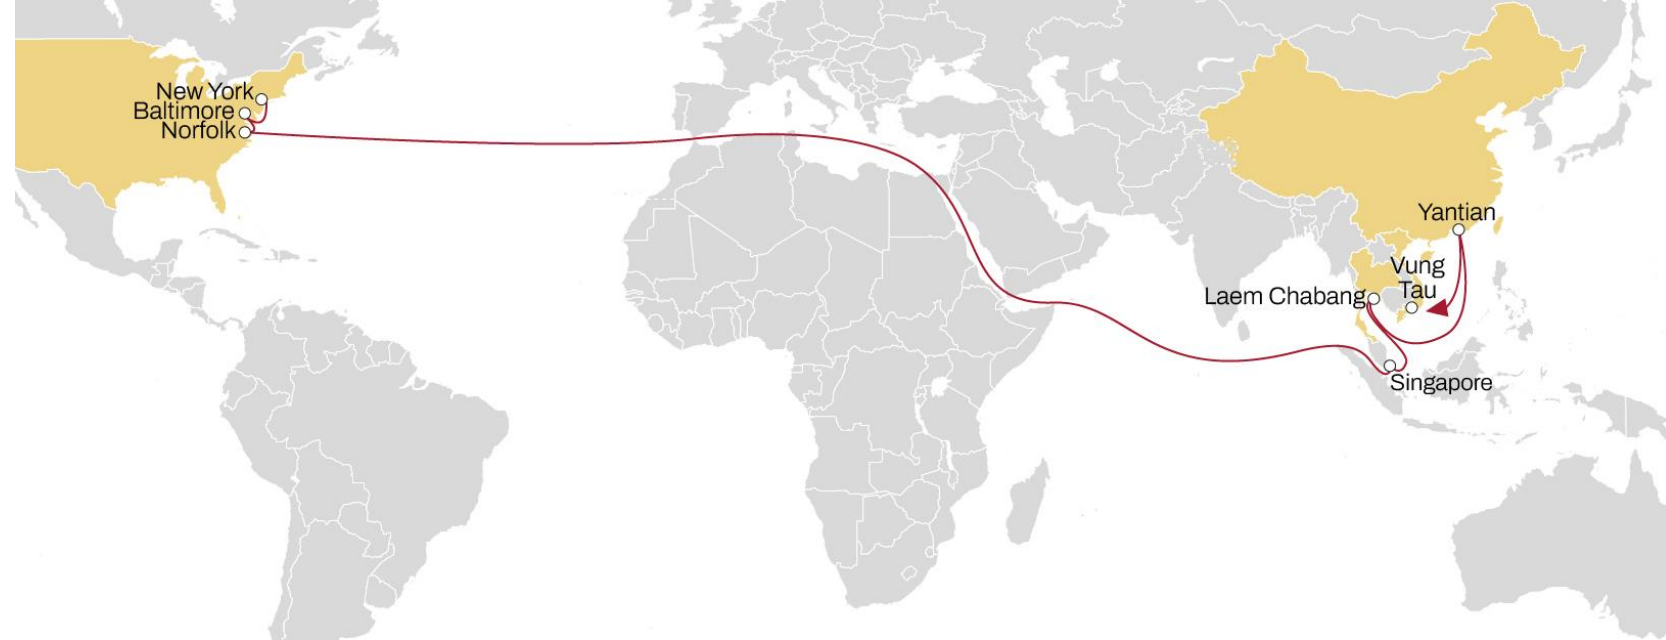 New York
Baltimore
Norfolk
Yantian
Vung
Tau
Laem Chabang
Singapore